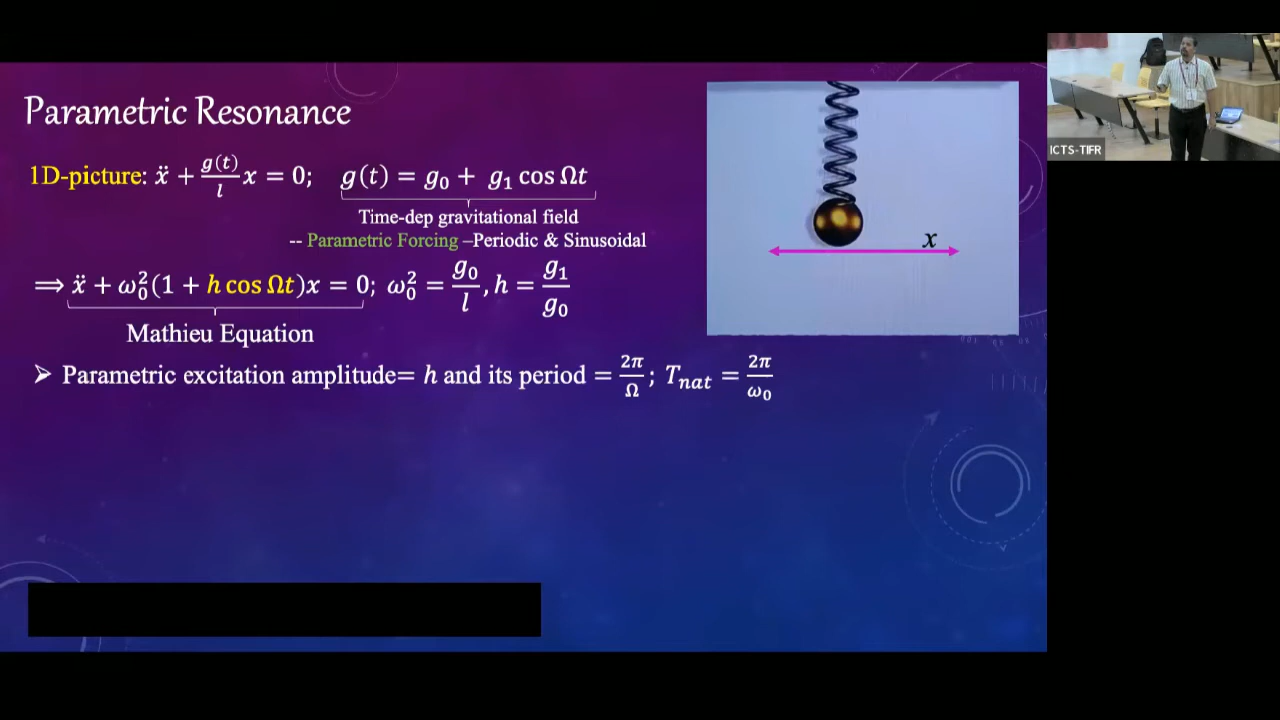 Parametric Resonance
1D-picture: ẍ + g(t)/l x = 0; g(t) = g₀ + g₁ cos Ωt
Time-dep gravitational field
-- Parametric Forcing –Periodic & Sinusoidal
⟹ ẍ + ω₀²(1 + h cos Ωt)x = 0; ω₀² = g₀/l, h = g₁/g₀
Mathieu Equation
➢ Parametric excitation amplitude= h and its period = 2π/Ω; Tₙₐₜ = 2π/ω₀
x
ICTS-TIFR